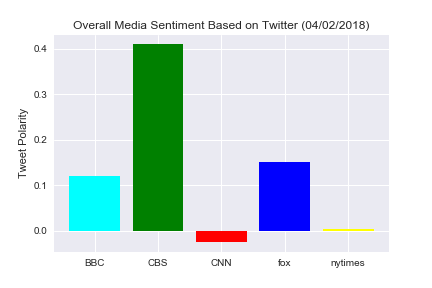 Overall Media Sentiment Based on Twitter (04/02/2018)
Tweet Polarity
0.4
0.3
0.2
0.1
0.0
BBC CBS CNN fox nytimes